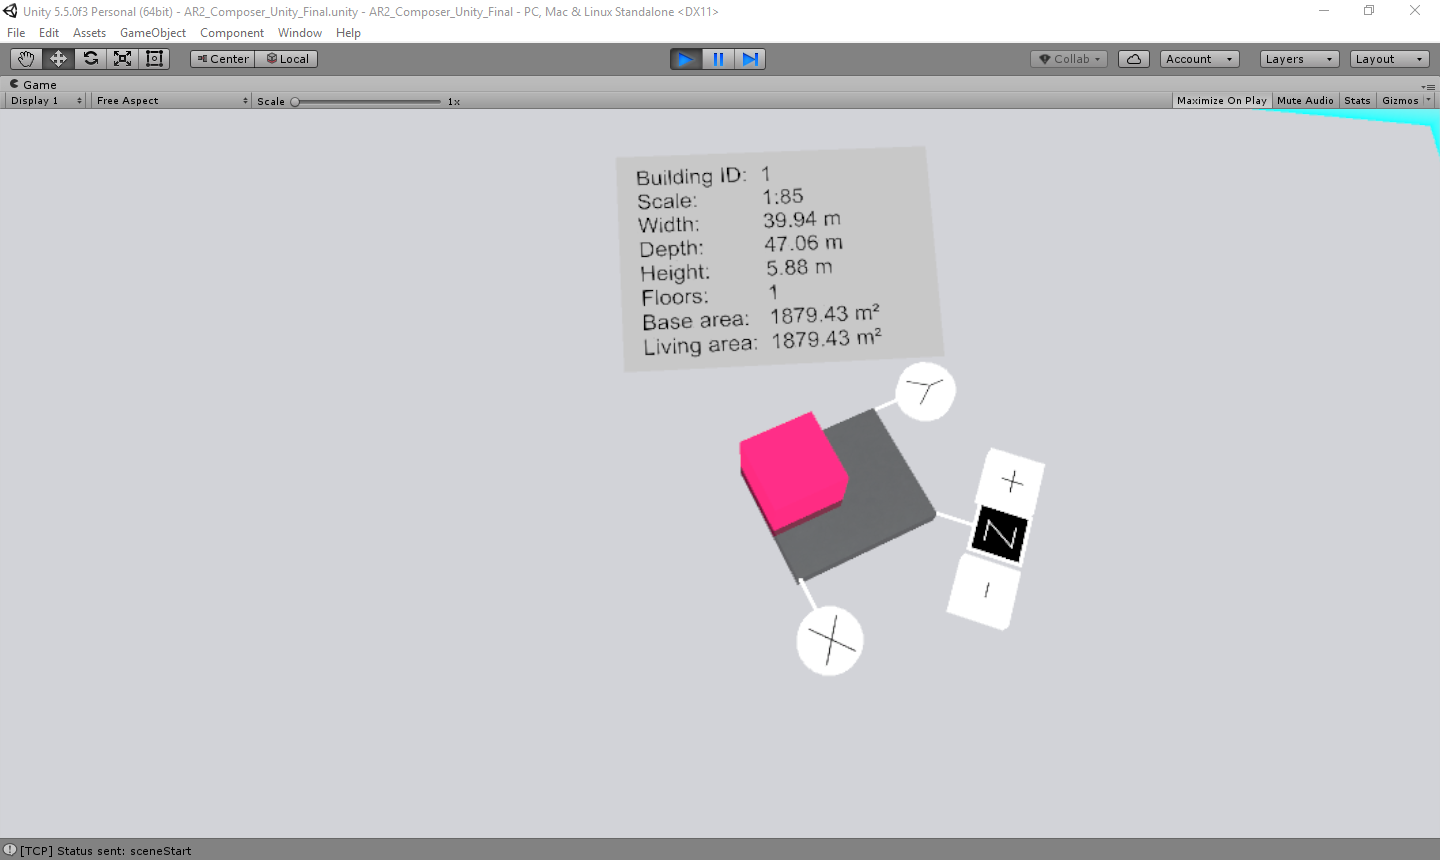 Unity 5.5.0f3 Personal (64bit) - AR2_Composer_Unity_Final.unity - AR2_Composer_Unity_Final - PC, Mac & Linux Standalone <DX11>
File Edit Assets GameObject Component Window Help
Center Local Collab Account Layers Layout
Game
Display 1 Free Aspect Scale 1x Maximize On Play Mute Audio Stats Gizmos
Building ID: 1
Scale: 1:85
Width: 39.94 m
Depth: 47.06 m
Height: 5.88 m
Floors: 1
Base area: 1879.43 m²
Living area: 1879.43 m²
Y
+
Z
-
X
[TCP] Status sent: sceneStart